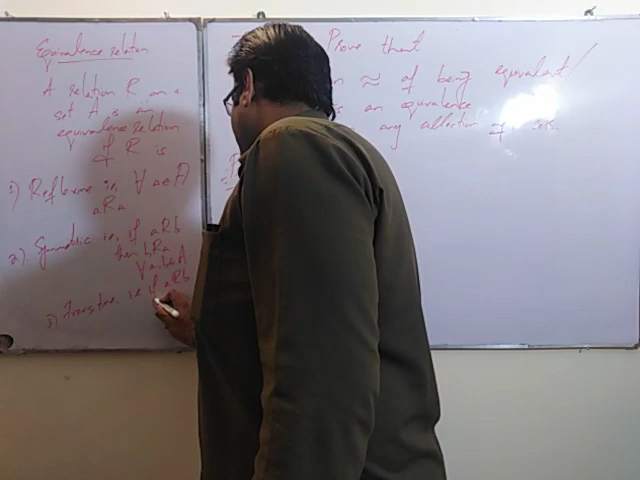 Equivalence relation
A relation R on a
set A is an
equivalence relation
if R is
1) Reflexive i.e, ∀ a∈A
aRa
2). Symmetric i.e, if aRb
then bRa
∀ a,b∈A
3) Transitive i.e if aRb
Prove that
≈ of being equivalent/
is an equivalence
any collection of sets.